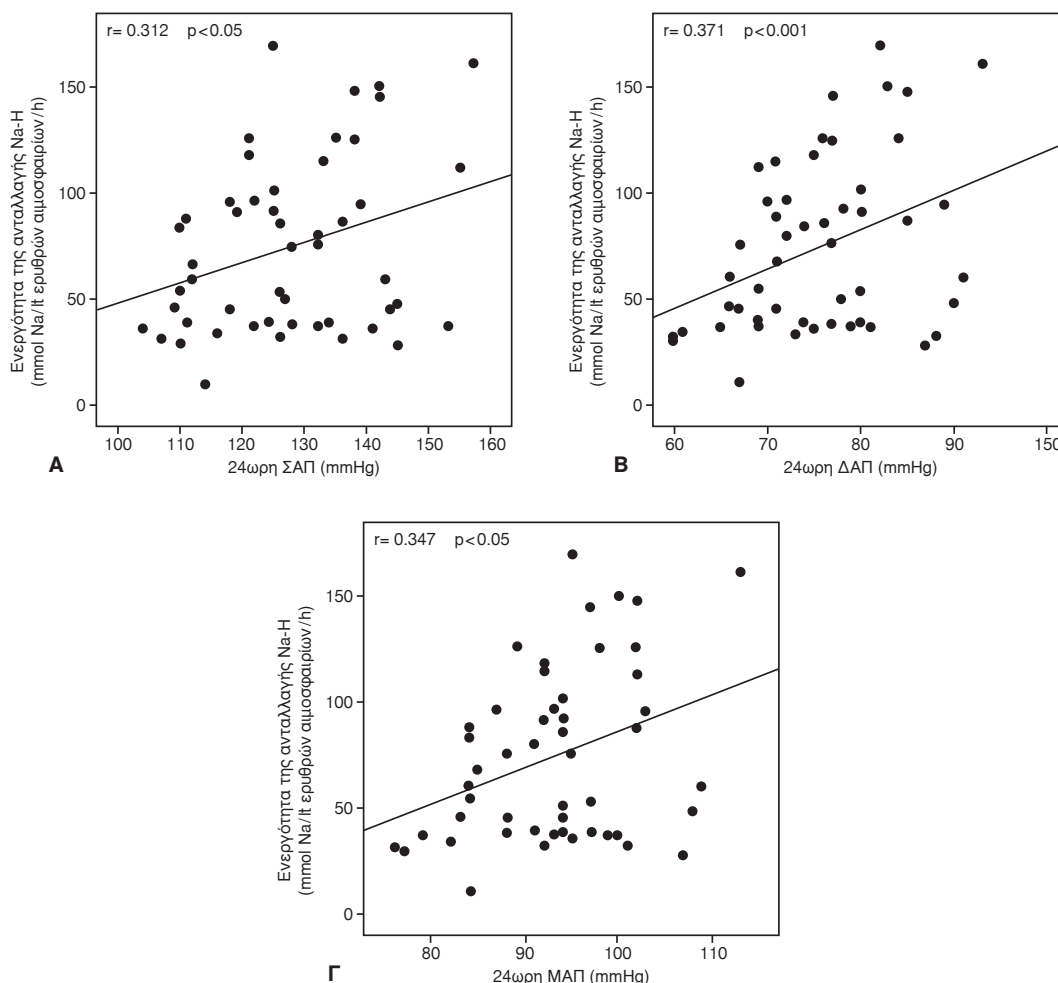 r= 0.312 p<0.05
Ενεργότητα της ανταλλαγής Na-H
(mmol Na/lt ερυθρών αιμοσφαιρίων/h)
150
100
50
0
100 110 120 130 140 150 160
Α 24ωρη ΣΑΠ (mmHg)
r= 0.371 p<0.001
Ενεργότητα της ανταλλαγής Na-H
(mmol Na/lt ερυθρών αιμοσφαιρίων/h)
150
100
50
0
60 70 80 90 150
Β 24ωρη ΔΑΠ (mmHg)
r= 0.347 p<0.05
Ενεργότητα της ανταλλαγής Na-H
(mmol Na/lt ερυθρών αιμοσφαιρίων/h)
150
100
50
0
80 90 100 110
Γ 24ωρη ΜΑΠ (mmHg)